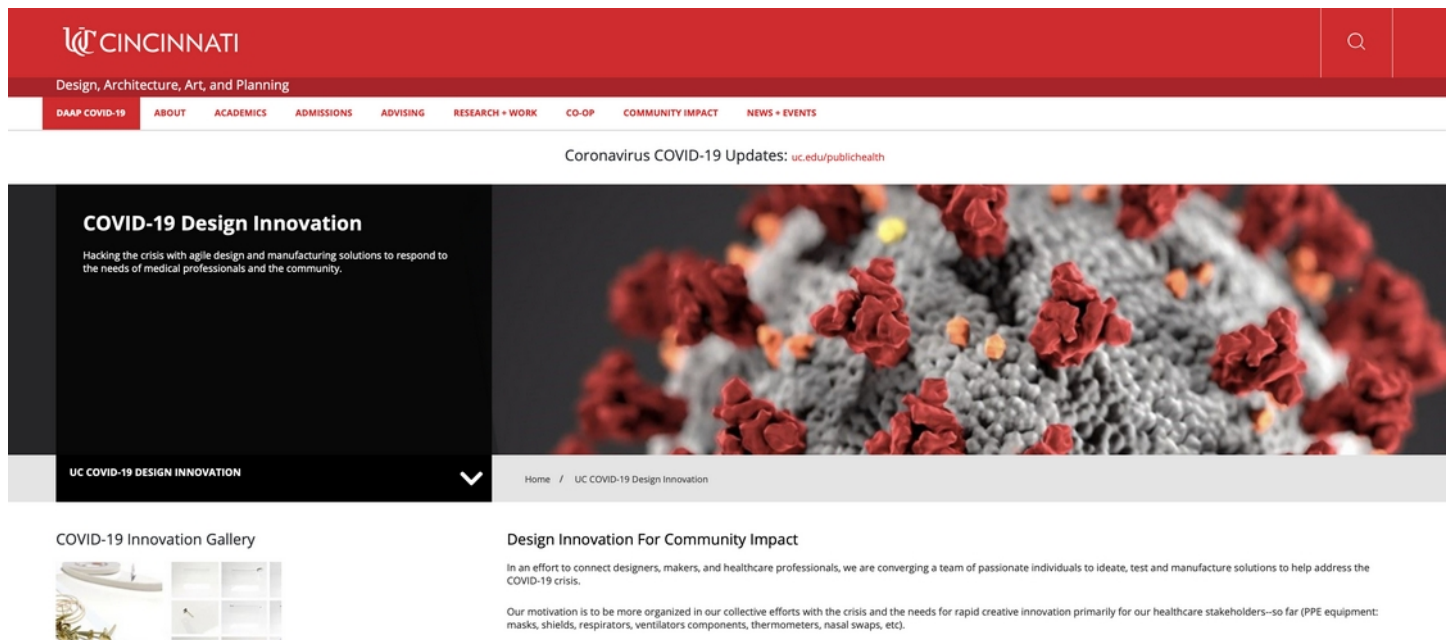 UC CINCINNATI
Design, Architecture, Art, and Planning
DAAP COVID-19 ABOUT ACADEMICS ADMISSIONS ADVISING RESEARCH + WORK CO-OP COMMUNITY IMPACT NEWS + EVENTS
Coronavirus COVID-19 Updates: uc.edu/publichealth
COVID-19 Design Innovation
Hacking the crisis with agile design and manufacturing solutions to respond to
the needs of medical professionals and the community.
UC COVID-19 DESIGN INNOVATION
Home / UC COVID-19 Design Innovation
COVID-19 Innovation Gallery
Design Innovation For Community Impact
In an effort to connect designers, makers, and healthcare professionals, we are converging a team of passionate individuals to ideate, test and manufacture solutions to help address the
COVID-19 crisis.
Our motivation is to be more organized in our collective efforts with the crisis and the needs for rapid creative innovation primarily for our healthcare stakeholders--so far (PPE equipment:
masks, shields, respirators, ventilators components, thermometers, nasal swaps, etc).